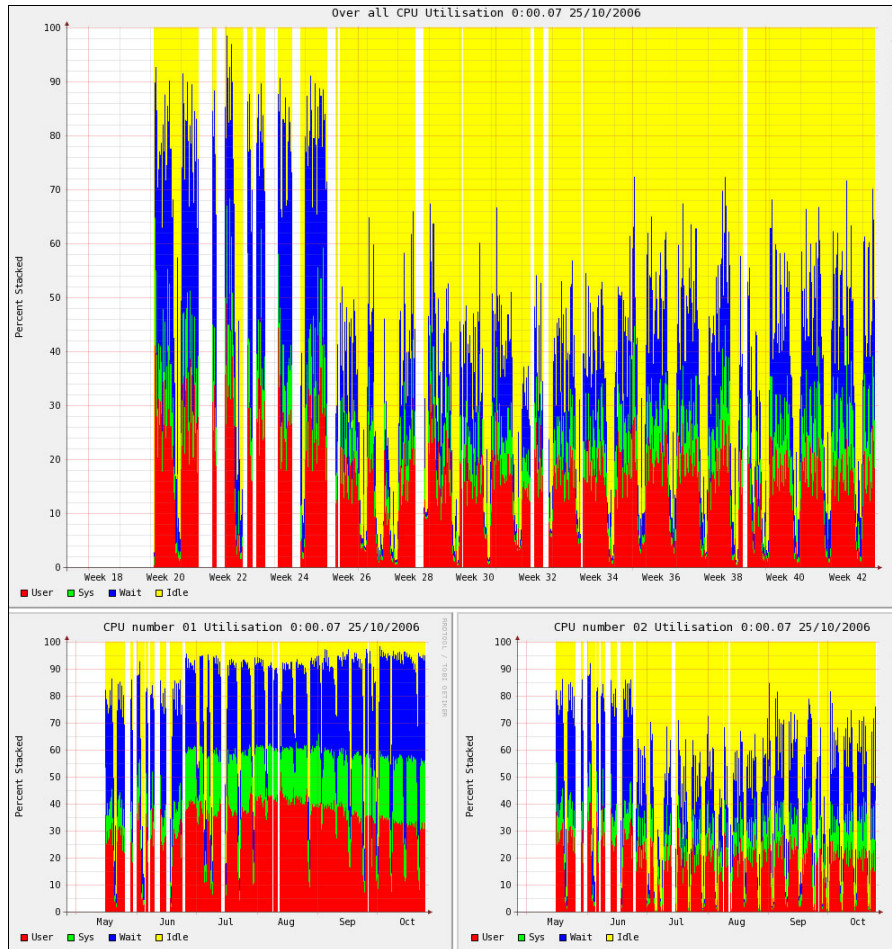 Over all CPU Utilisation 0:00.07 25/10/2006
100
90
80
70
60
50
40
30
20
10
0
Percent Stacked
Week 18 Week 20 Week 22 Week 24 Week 26 Week 28 Week 30 Week 32 Week 34 Week 36 Week 38 Week 40 Week 42
User Sys Wait Idle
CPU number 01 Utilisation 0:00.07 25/10/2006
RRDTOOL / TOBI OETIKER
100
90
80
70
60
50
40
30
20
10
0
Percent Stacked
May Jun Jul Aug Sep Oct
User Sys Wait Idle
CPU number 02 Utilisation 0:00.07 25/10/2006
100
90
80
70
60
50
40
30
20
10
0
Percent Stacked
May Jun Jul Aug Sep Oct
User Sys Wait Idle